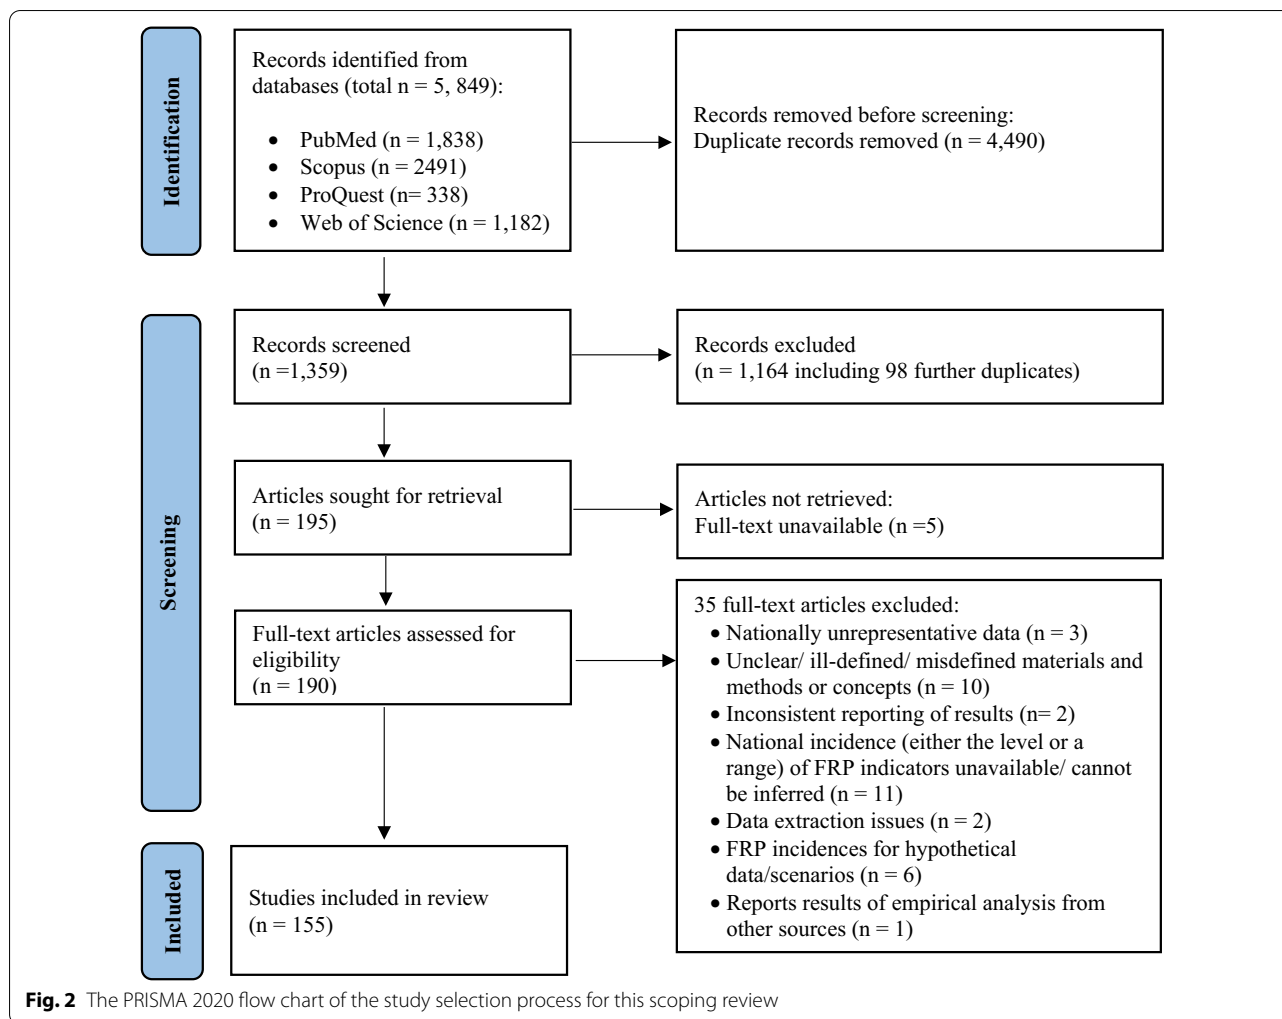 Identification
Records identified from
databases (total n = 5, 849):
• PubMed (n = 1,838)
• Scopus (n = 2491)
• ProQuest (n= 338)
• Web of Science (n = 1,182)
Records removed before screening:
Duplicate records removed (n = 4,490)
Screening
Records screened
(n =1,359)
Records excluded
(n = 1,164 including 98 further duplicates)
Articles sought for retrieval
(n = 195)
Articles not retrieved:
Full-text unavailable (n =5)
Full-text articles assessed for
eligibility
(n = 190)
35 full-text articles excluded:
• Nationally unrepresentative data (n = 3)
• Unclear/ ill-defined/ misdefined materials and
methods or concepts (n = 10)
• Inconsistent reporting of results (n= 2)
• National incidence (either the level or a
range) of FRP indicators unavailable/ cannot
be inferred (n = 11)
• Data extraction issues (n = 2)
• FRP incidences for hypothetical
data/scenarios (n = 6)
• Reports results of empirical analysis from
other sources (n = 1)
Included
Studies included in review
(n = 155)
Fig. 2 The PRISMA 2020 flow chart of the study selection process for this scoping review